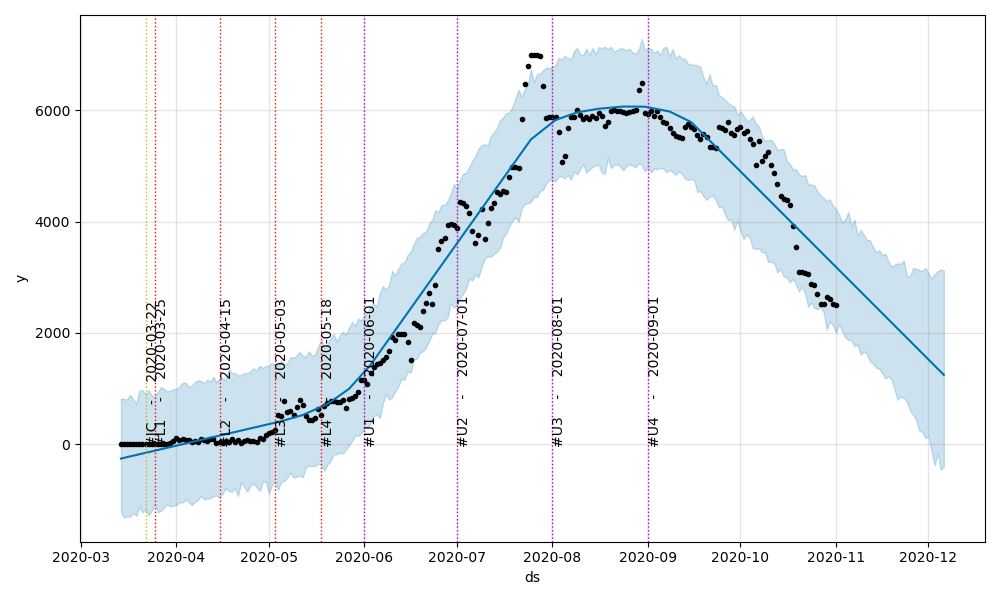 y
6000
4000
2000
0
#JC - 2020-03-22
#L1 - 2020-03-25
#L2 - 2020-04-15
#L3 - 2020-05-03
#L4 - 2020-05-18
#U1 - 2020-06-01
#U2 - 2020-07-01
#U3 - 2020-08-01
#U4 - 2020-09-01
2020-03
2020-04
2020-05
2020-06
2020-07
2020-08
2020-09
2020-10
2020-11
2020-12
ds